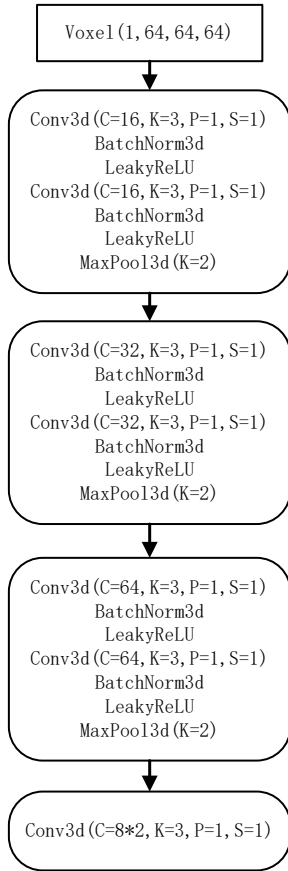 Voxel(1,64,64,64)
Conv3d(C=16,K=3,P=1,S=1)
BatchNorm3d
LeakyReLU
Conv3d(C=16,K=3,P=1,S=1)
BatchNorm3d
LeakyReLU
MaxPool3d(K=2)
Conv3d(C=32,K=3,P=1,S=1)
BatchNorm3d
LeakyReLU
Conv3d(C=32,K=3,P=1,S=1)
BatchNorm3d
LeakyReLU
MaxPool3d(K=2)
Conv3d(C=64,K=3,P=1,S=1)
BatchNorm3d
LeakyReLU
Conv3d(C=64,K=3,P=1,S=1)
BatchNorm3d
LeakyReLU
MaxPool3d(K=2)
Conv3d(C=8*2,K=3,P=1,S=1)